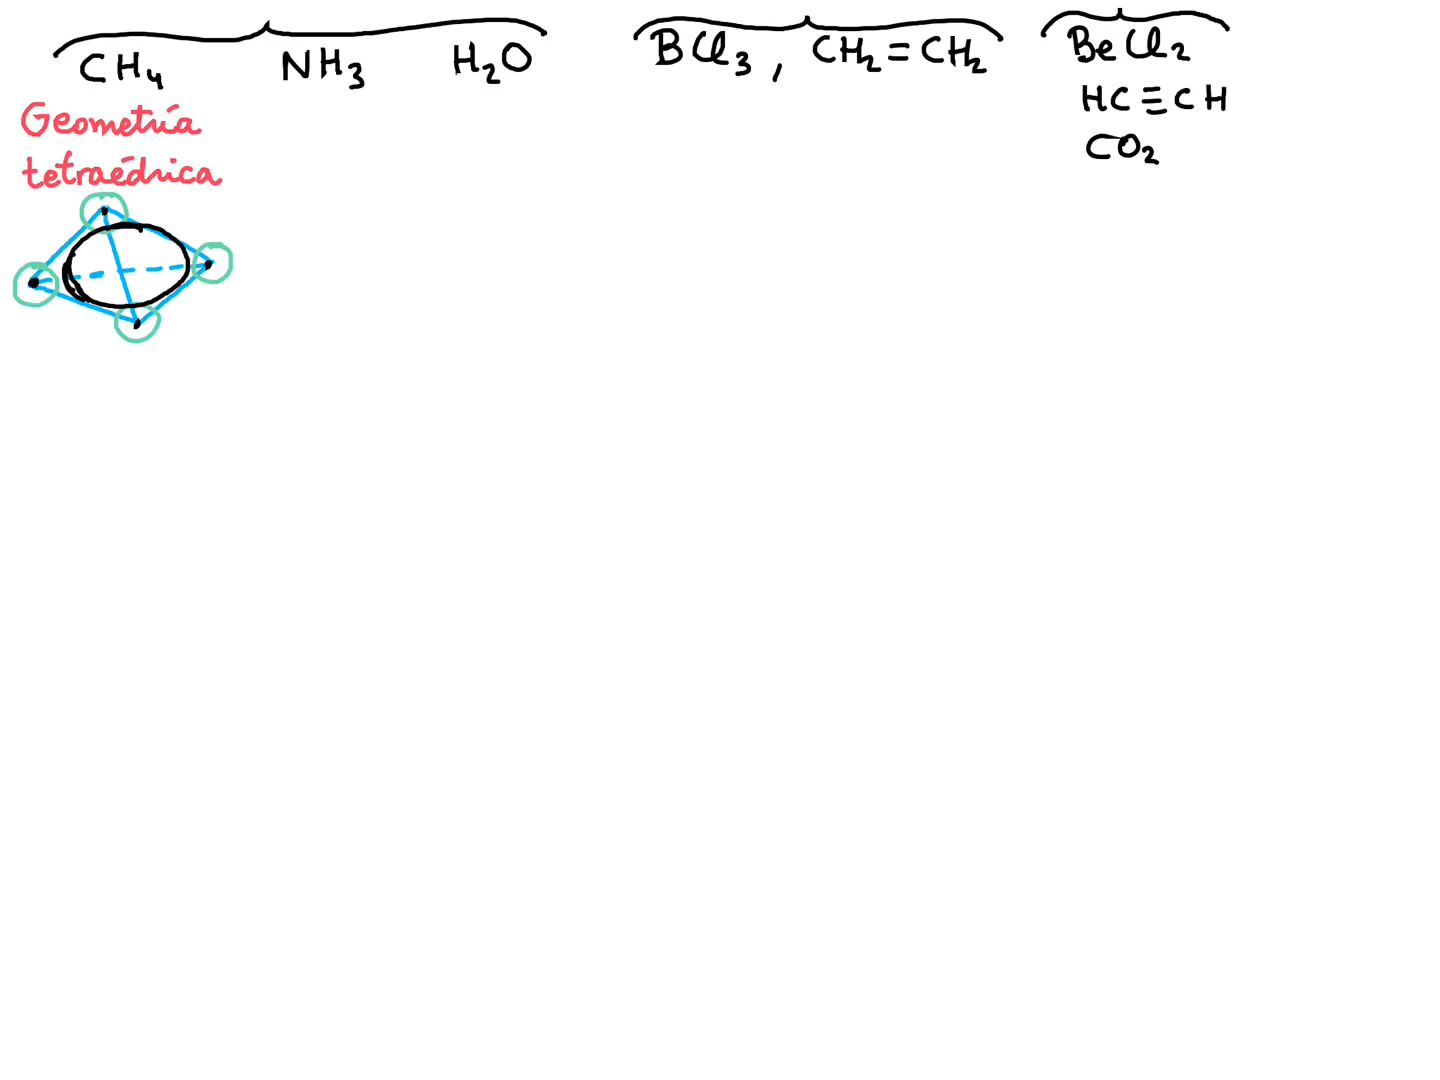 CH₄ NH₃ H₂O BCl₃, CH₂=CH₂ BeCl₂
HC≡CH
CO₂
Geometría
tetraédrica